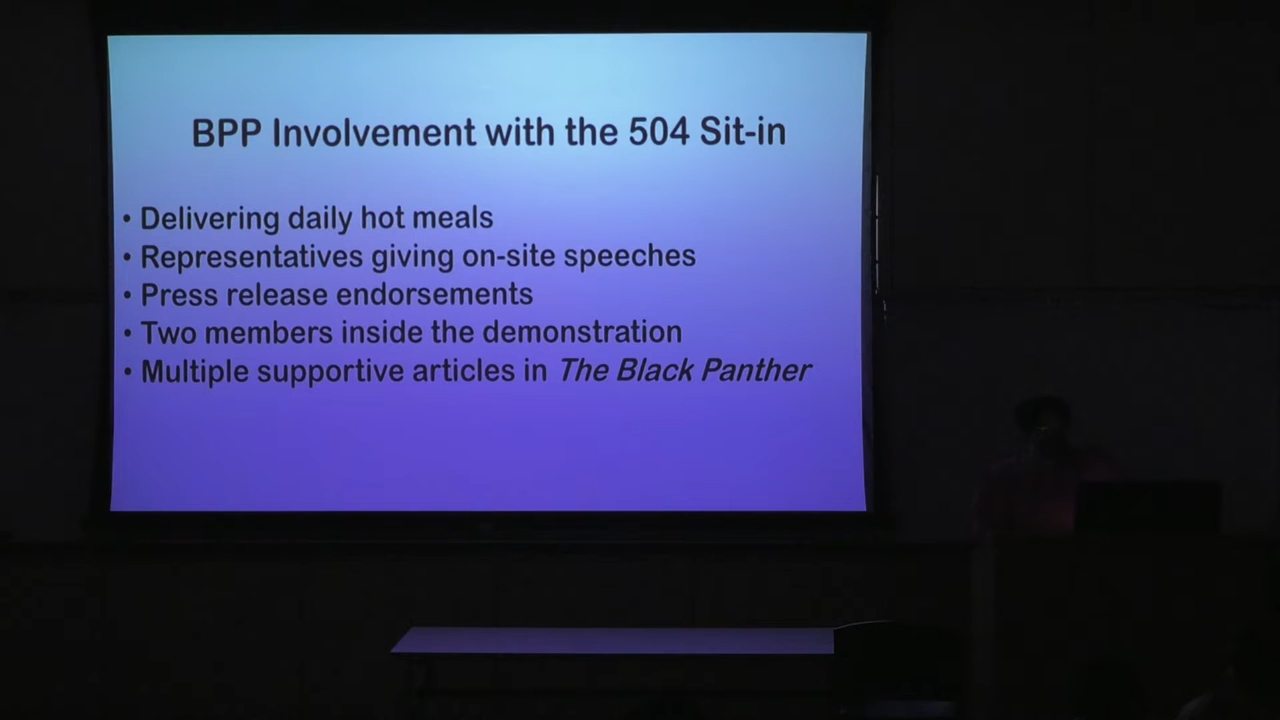 BPP Involvement with the 504 Sit-in
• Delivering daily hot meals
• Representatives giving on-site speeches
• Press release endorsements
• Two members inside the demonstration
• Multiple supportive articles in The Black Panther